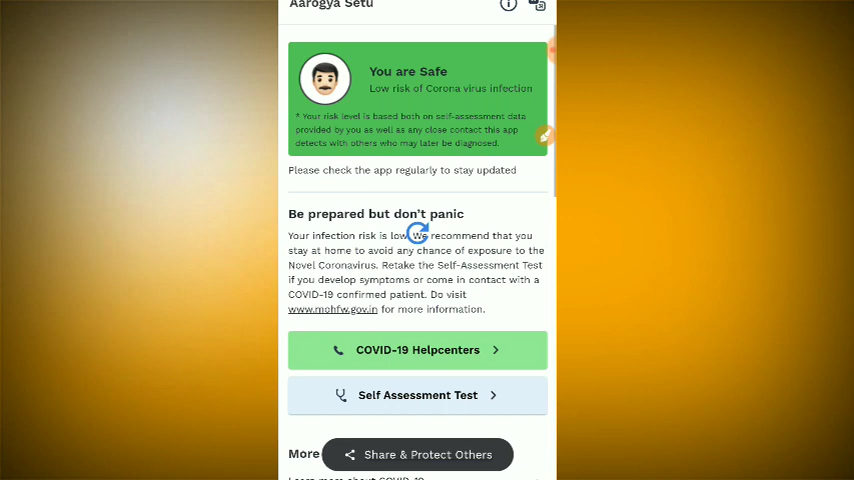 Aarogya Setu
You are Safe
Low risk of Corona virus infection
* Your risk level is based both on self-assessment data
provided by you as well as any close contact this app
detects with others who may later be diagnosed.
Please check the app regularly to stay updated
Be prepared but don't panic
Your infection risk is low. We recommend that you
stay at home to avoid any chance of exposure to the
Novel Coronavirus. Retake the Self-Assessment Test
if you develop symptoms or come in contact with a
COVID-19 confirmed patient. Do visit
www.mohfw.gov.in for more information.
COVID-19 Helpcenters
Self Assessment Test
More
Share & Protect Others
Learn more about COVID-19